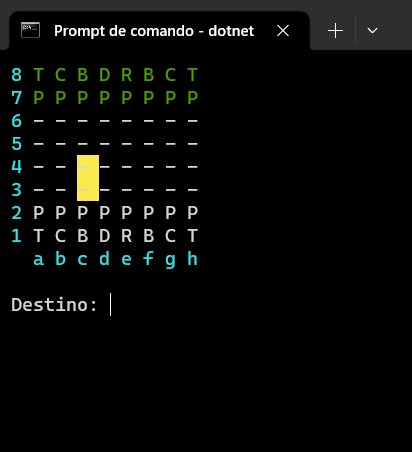 Prompt de comando - dotnet
8 T C B D R B C T
7 P P P P P P P P
6 - - - - - - - -
5 - - - - - - - -
4 - - - - - - - -
3 - - - - - - - -
2 P P P P P P P P
1 T C B D R B C T
a b c d e f g h
Destino: